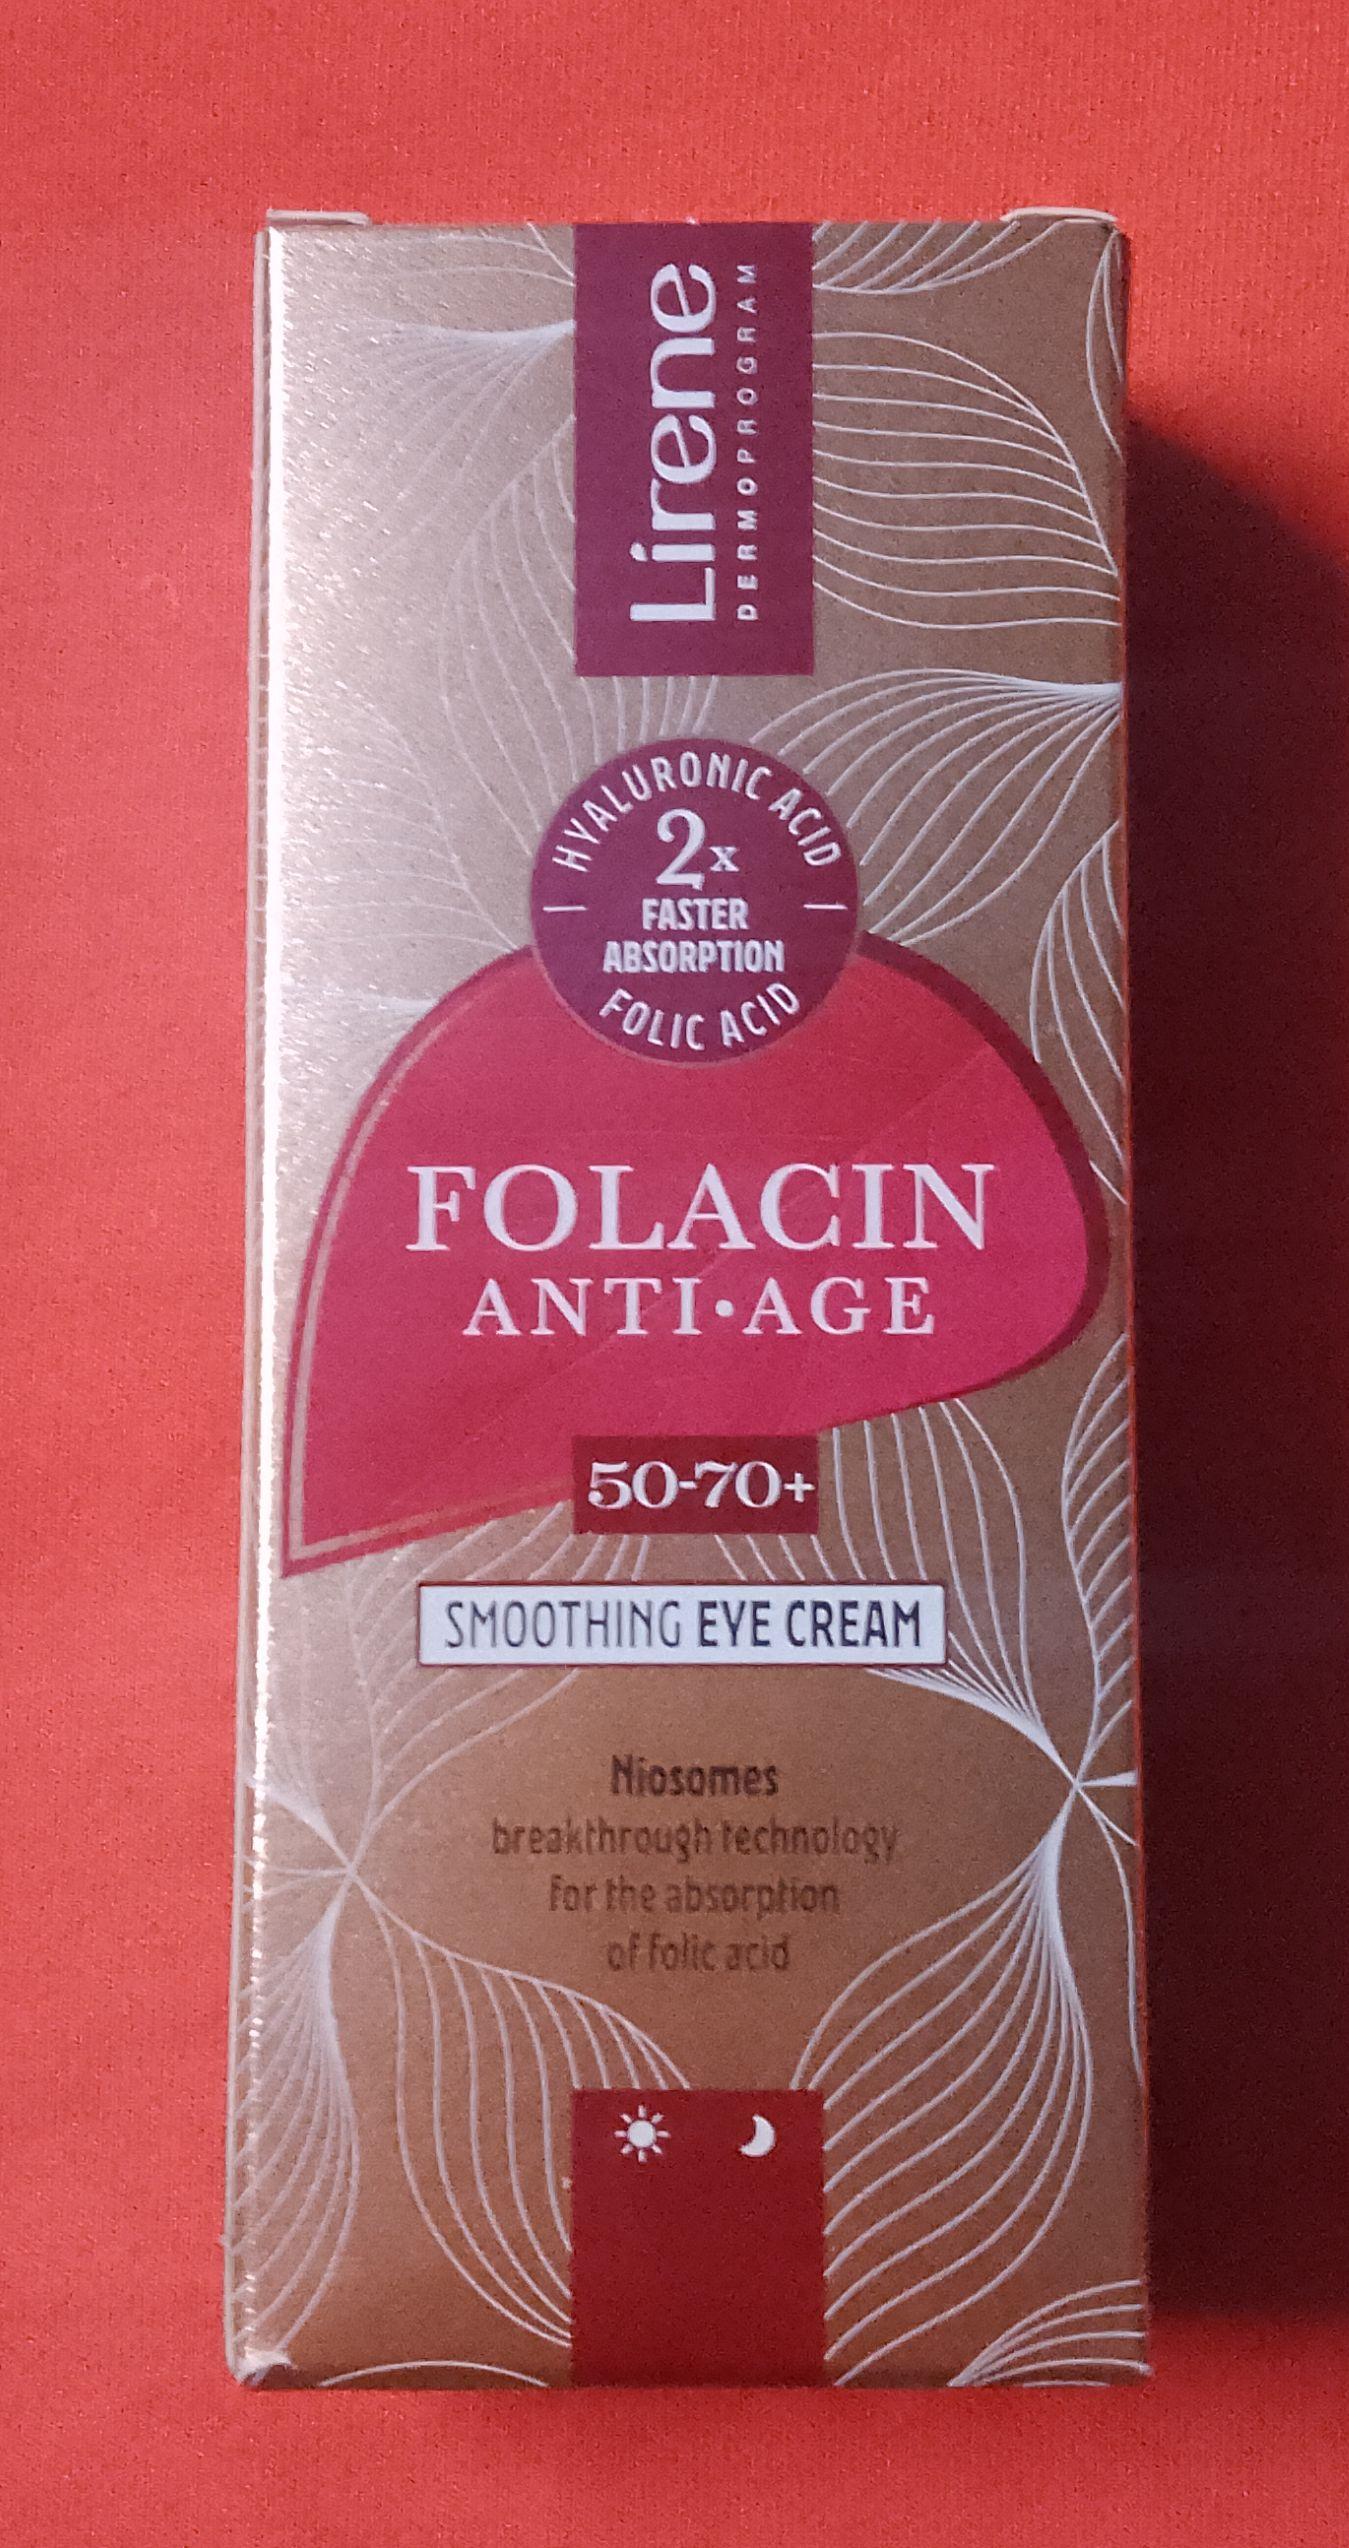 Lirene
DERMOPROGRAM
HYALURONIC ACID
2x
FASTER
ABSORPTION
FOLIC ACID
FOLACIN
ANTI•AGE
50-70+
SMOOTHING EYE CREAM
Niosomes
breakthrough technology
for the absorption
of folic acid